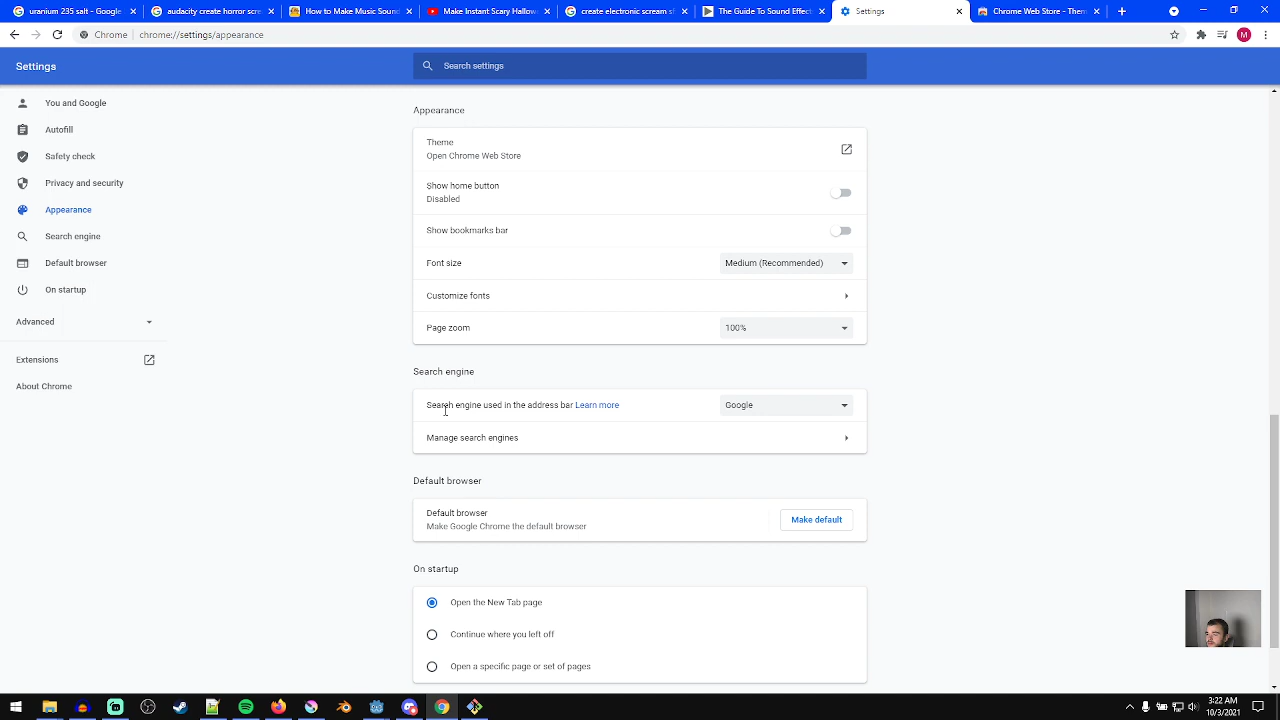 uranium 235 salt - Google
audacity create horror scre
How to Make Music Sound
Make Instant Scary Hallow
create electronic scream s
The Guide To Sound Effect
Settings
Chrome Web Store - Them
Chrome chrome://settings/appearance
M
Settings
Search settings
You and Google
Autofill
Safety check
Privacy and security
Appearance
Search engine
Default browser
On startup
Advanced
Extensions
About Chrome
Appearance
Theme
Open Chrome Web Store
Show home button
Disabled
Show bookmarks bar
Font size
Medium (Recommended)
Customize fonts
Page zoom
100%
Search engine
Search engine used in the address bar Learn more
Google
Manage search engines
Default browser
Default browser
Make Google Chrome the default browser
Make default
On startup
Open the New Tab page
Continue where you left off
Open a specific page or set of pages
3:22 AM
10/3/2021